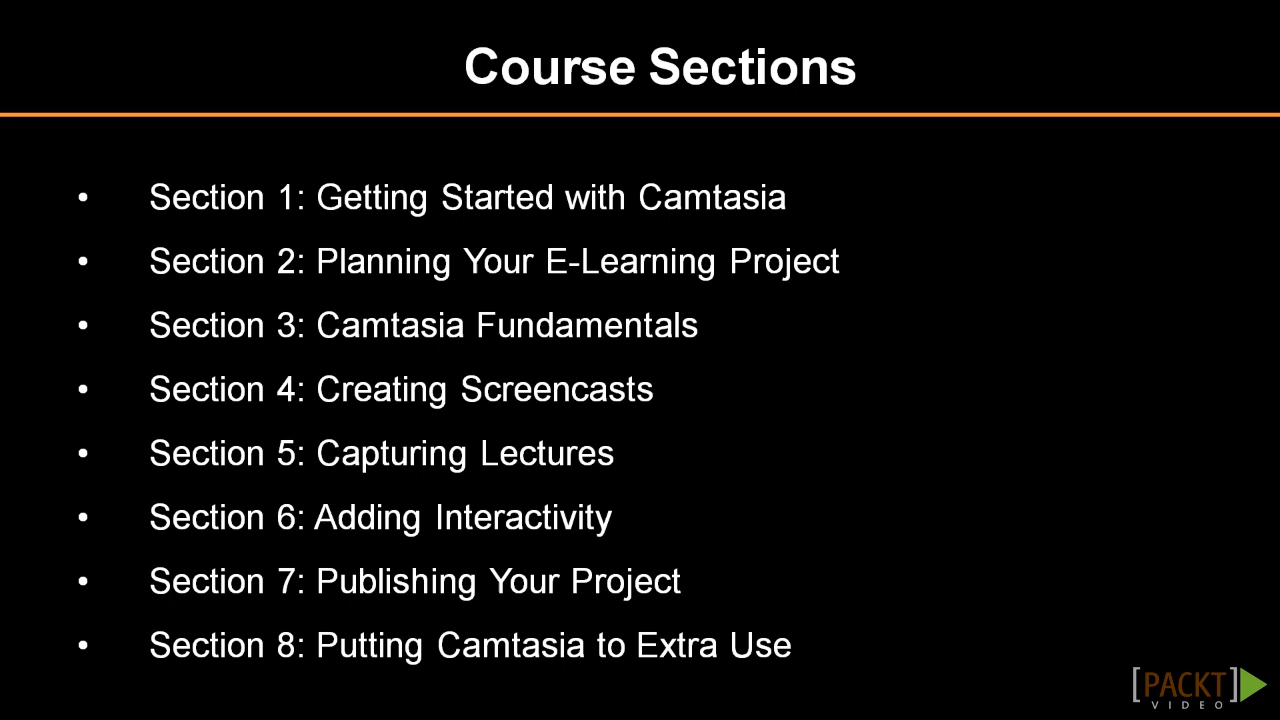 Course Sections
• Section 1: Getting Started with Camtasia
• Section 2: Planning Your E-Learning Project
• Section 3: Camtasia Fundamentals
• Section 4: Creating Screencasts
• Section 5: Capturing Lectures
• Section 6: Adding Interactivity
• Section 7: Publishing Your Project
• Section 8: Putting Camtasia to Extra Use
[PACKT]
VIDEO